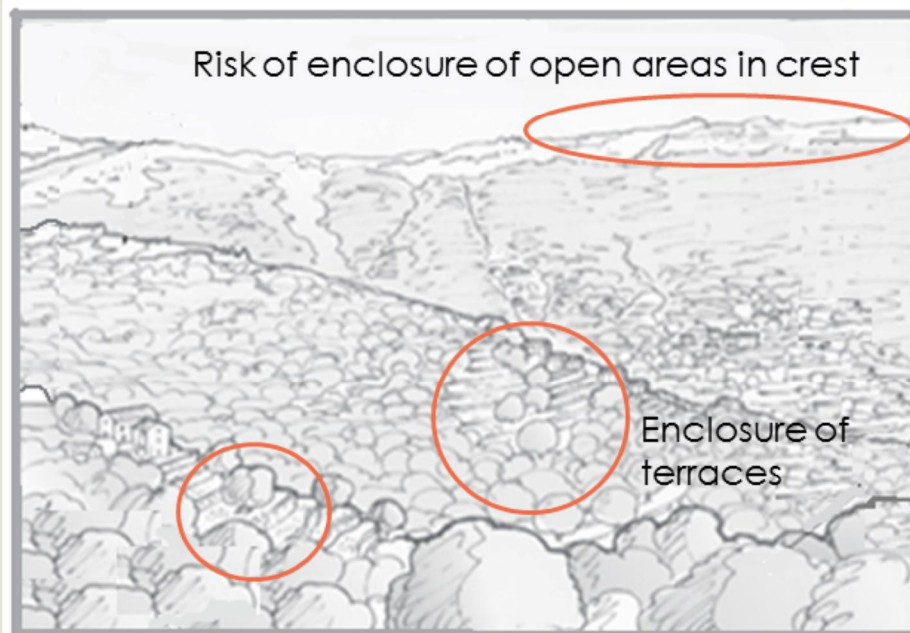 Risk of enclosure of open areas in crest
Enclosure of
terraces